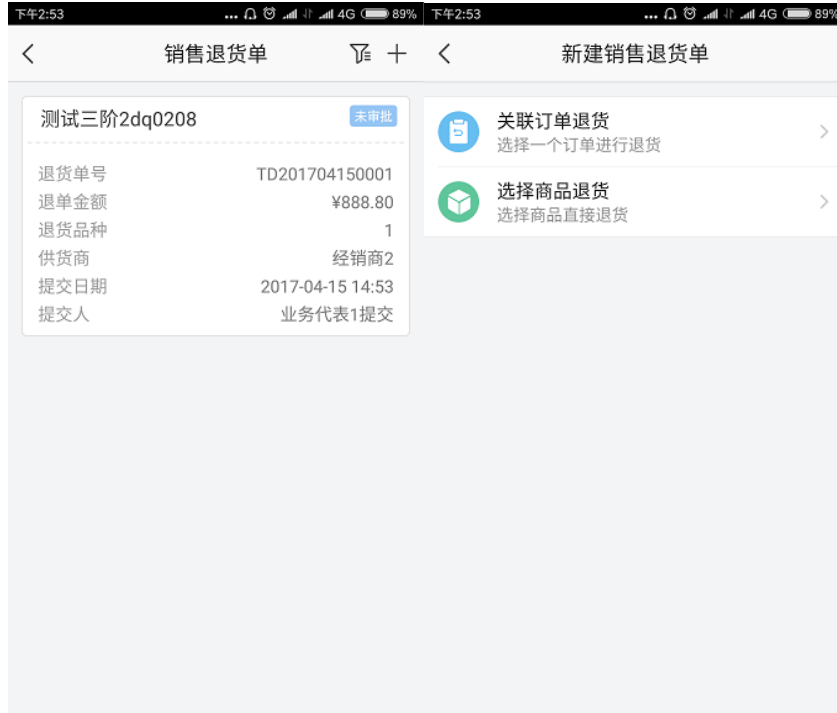 下午2:53 ... 4G 89%
销售退货单
测试三阶2dq0208 未审批
退货单号 TD201704150001
退单金额 ¥888.80
退货品种 1
供货商 经销商2
提交日期 2017-04-15 14:53
提交人 业务代表1提交
下午2:53 ... 4G 89%
新建销售退货单
关联订单退货
选择一个订单进行退货
选择商品退货
选择商品直接退货